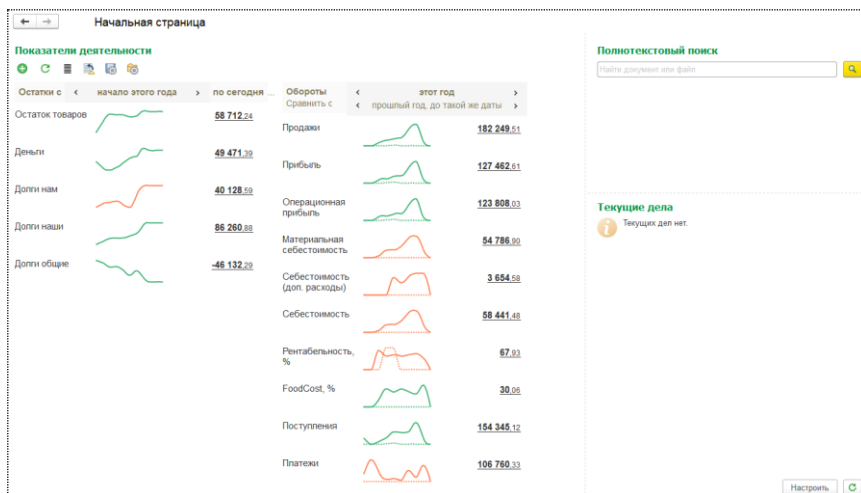 Начальная страница
Показатели деятельности
Остатки с < начало этого года > по сегодня ...
Остаток товаров 58 712,24
Деньги 49 471,39
Долги нам 40 128,59
Долги наши 86 260,88
Долги общие -46 132,29
Обороты < этот год >
Сравнить с < прошлый год, до такой же даты >
Продажи 182 249,51
Прибыль 127 462,61
Операционная
прибыль 123 808,03
Материальная
себестоимость 54 786,90
Себестоимость
(доп. расходы) 3 654,58
Себестоимость 58 441,48
Рентабельность,
% 67,93
FoodCost, % 30,06
Поступления 154 345,12
Платежи 106 760,33
Полнотекстовый поиск
Найти документ или файл
Текущие дела
Текущих дел нет.
Настроить